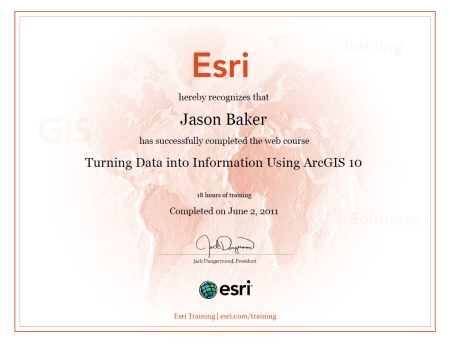 Training
Esri
hereby recognizes that
Jason Baker
GIS
has successfully completed the web course
Turning Data into Information Using ArcGIS 10
18 hours of training
Completed on June 2, 2011
Solutions
Jack Dangermond
Jack Dangermond, President
esri
Esri Training | esri.com/training